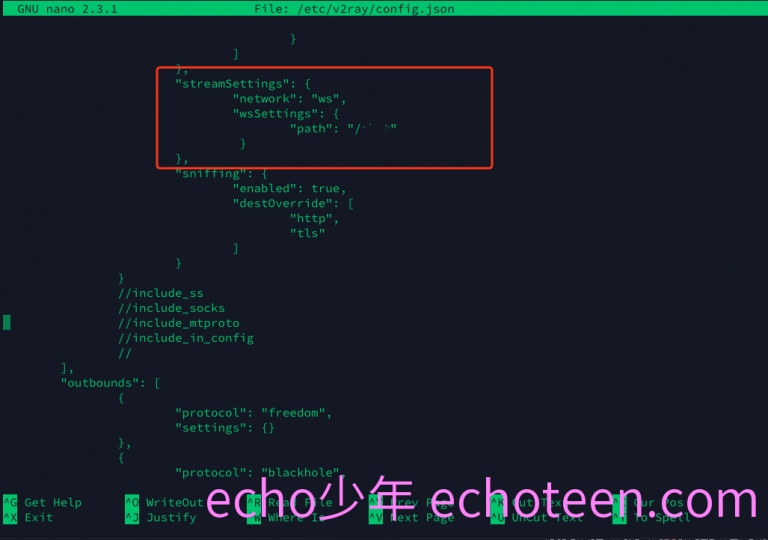 GNU nano 2.3.1 File: /etc/v2ray/config.json
}
]
},
"streamSettings": {
"network": "ws",
"wsSettings": {
"path": "/
}
},
"sniffing": {
"enabled": true,
"destOverride": [
"http",
"tls"
]
}
}
//include_ss
//include_socks
//include_mtproto
//include_in_config
//
],
"outbounds": [
{
"protocol": "freedom",
"settings": {}
},
{
"protocol": "blackhole",
^G Get Help ^O WriteOut ^R Read File Prev Page ^K Cut Text Cur Pos
^X Exit ^J Justify ^W Where Is ^V Next Page ^U UnCut Text To Spell
echo少年 echoteen.com